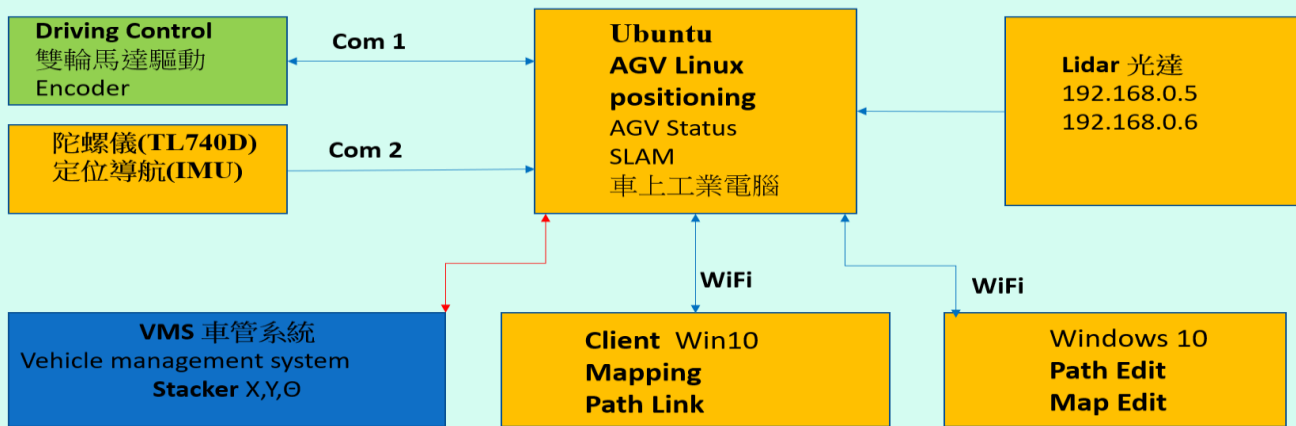 Driving Control
雙輪馬達驅動
Encoder
Com 1
陀螺儀(TL740D)
定位導航(IMU)
Com 2
Ubuntu
AGV Linux
positioning
AGV Status
SLAM
車上工業電腦
Lidar 光達
192.168.0.5
192.168.0.6
WiFi
WiFi
VMS 車管系統
Vehicle management system
Stacker X,Y,Θ
Client Win10
Mapping
Path Link
Windows 10
Path Edit
Map Edit